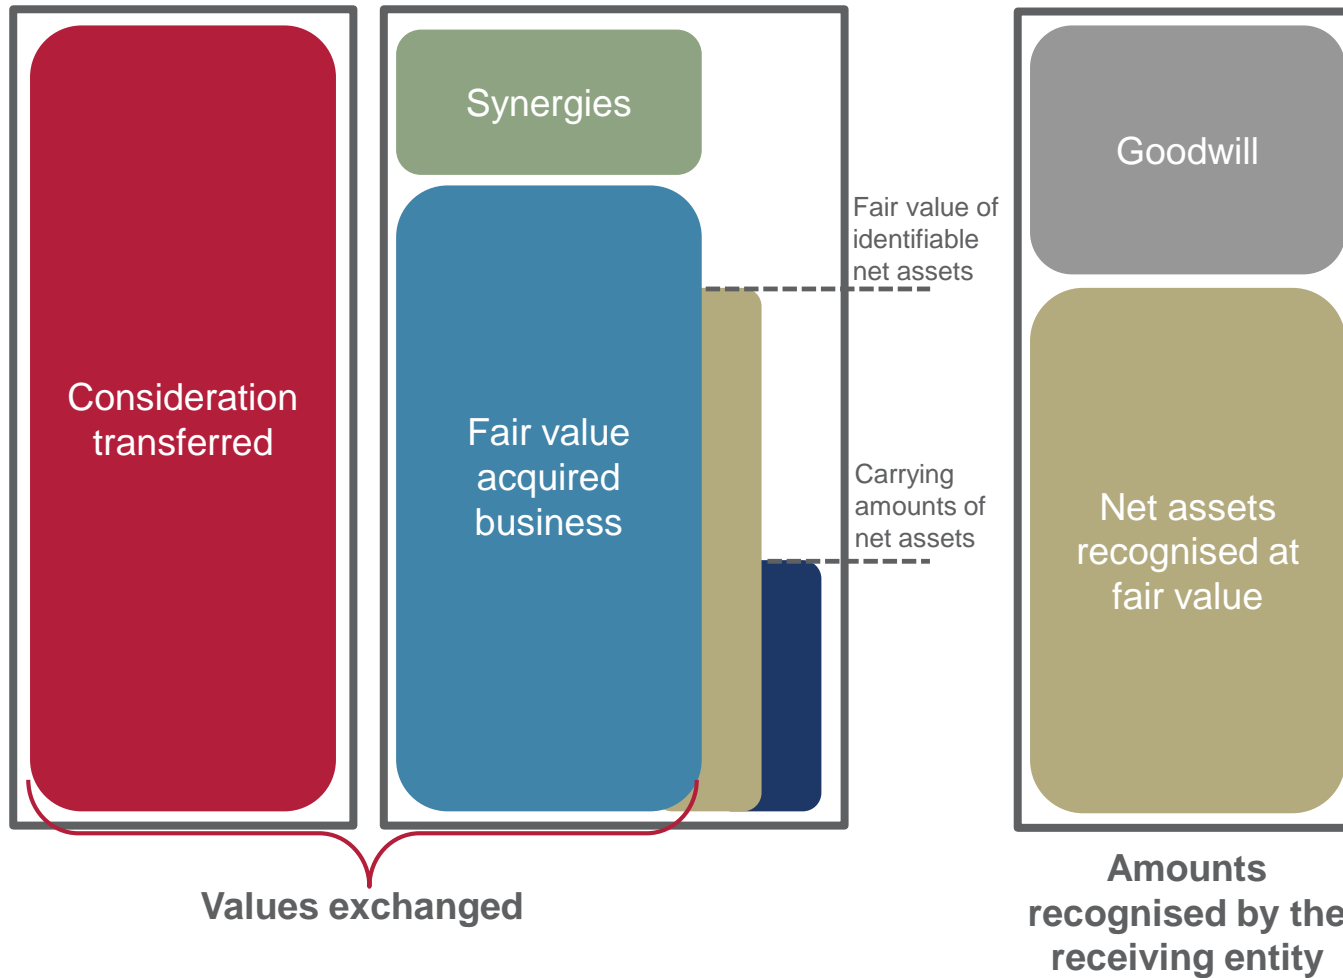 Consideration
transferred
Synergies
Fair value
acquired
business
Fair value of
identifiable
net assets
Carrying
amounts of
net assets
Goodwill
Net assets
recognised at
fair value
Values exchanged
Amounts
recognised by the
receiving entity